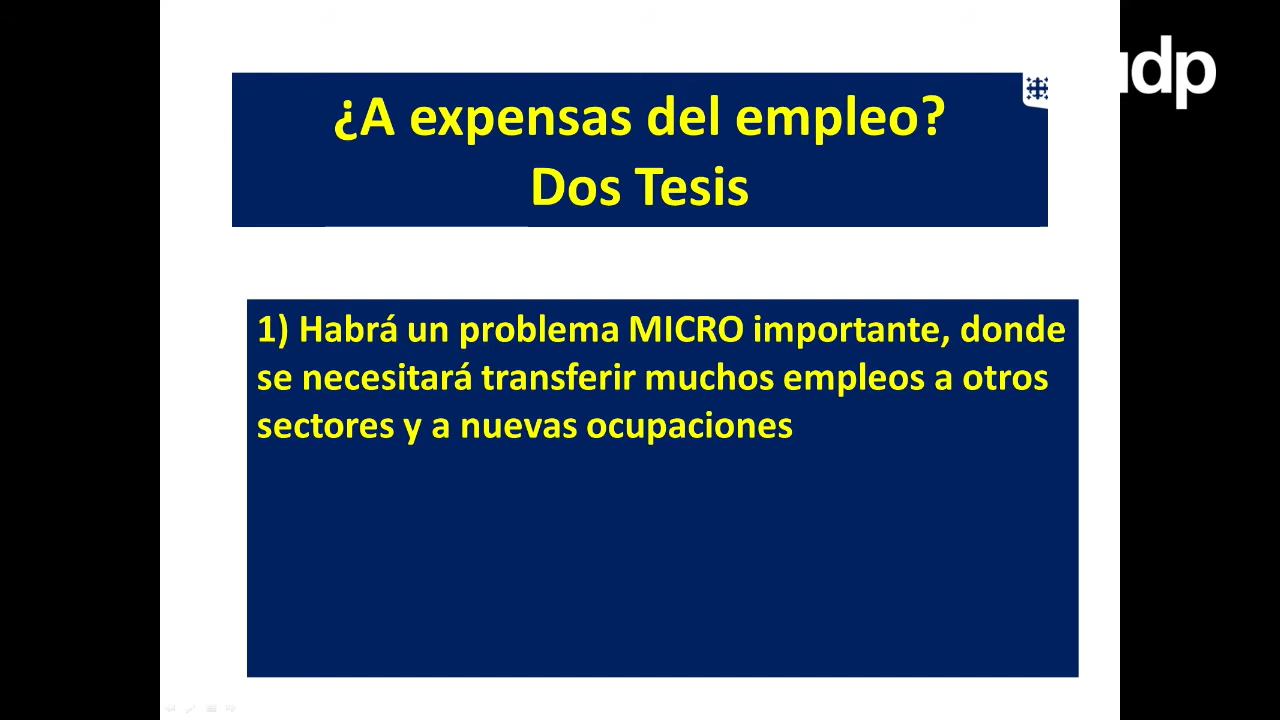 ¿A expensas del empleo?
Dos Tesis
udp
1) Habrá un problema MICRO importante, donde
se necesitará transferir muchos empleos a otros
sectores y a nuevas ocupaciones